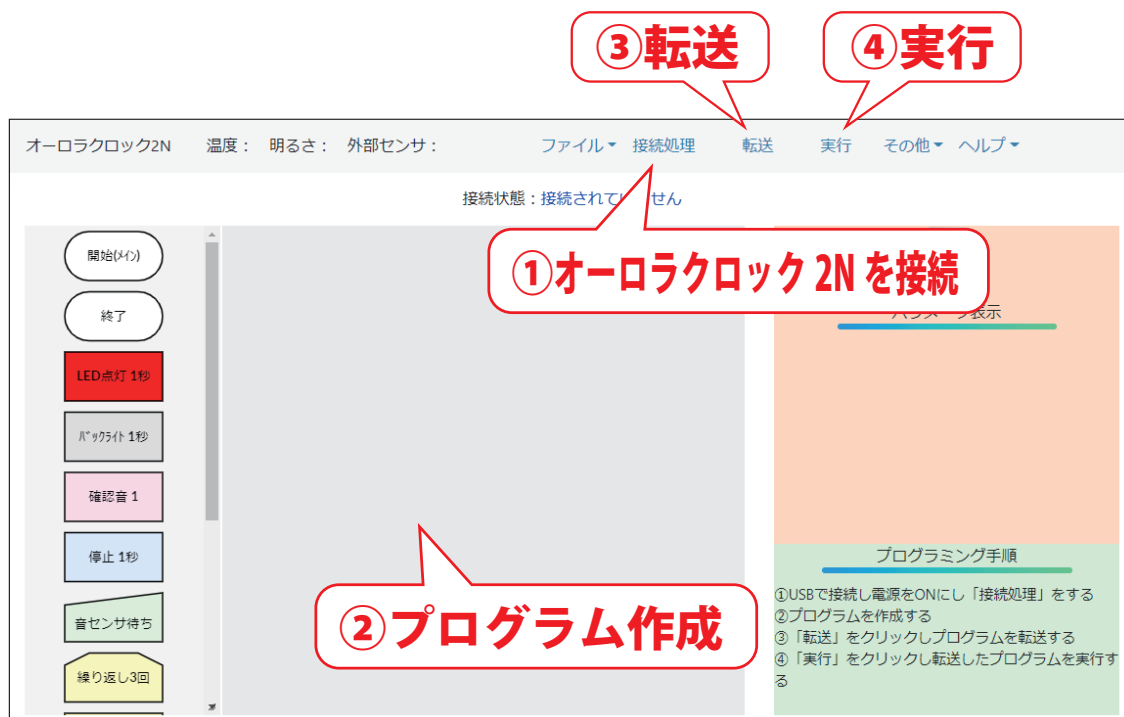 ③転送
④実行
オーロラクロック2N 温度： 明るさ： 外部センサ： ファイル 接続処理 転送 実行 その他 ヘルプ
接続状態：接続されていません
①オーロラクロック 2N を接続
開始(ﾒｲﾝ)
終了
LED点灯 1秒
ﾊﾞｯｸﾗｲﾄ 1秒
確認音 1
停止 1秒
音センサ待ち
繰り返し3回
②プログラム作成
パラメータ表示
プログラミング手順
①USBで接続し電源をONにし「接続処理」をする
②プログラムを作成する
③「転送」をクリックしプログラムを転送する
④「実行」をクリックし転送したプログラムを実行す
る